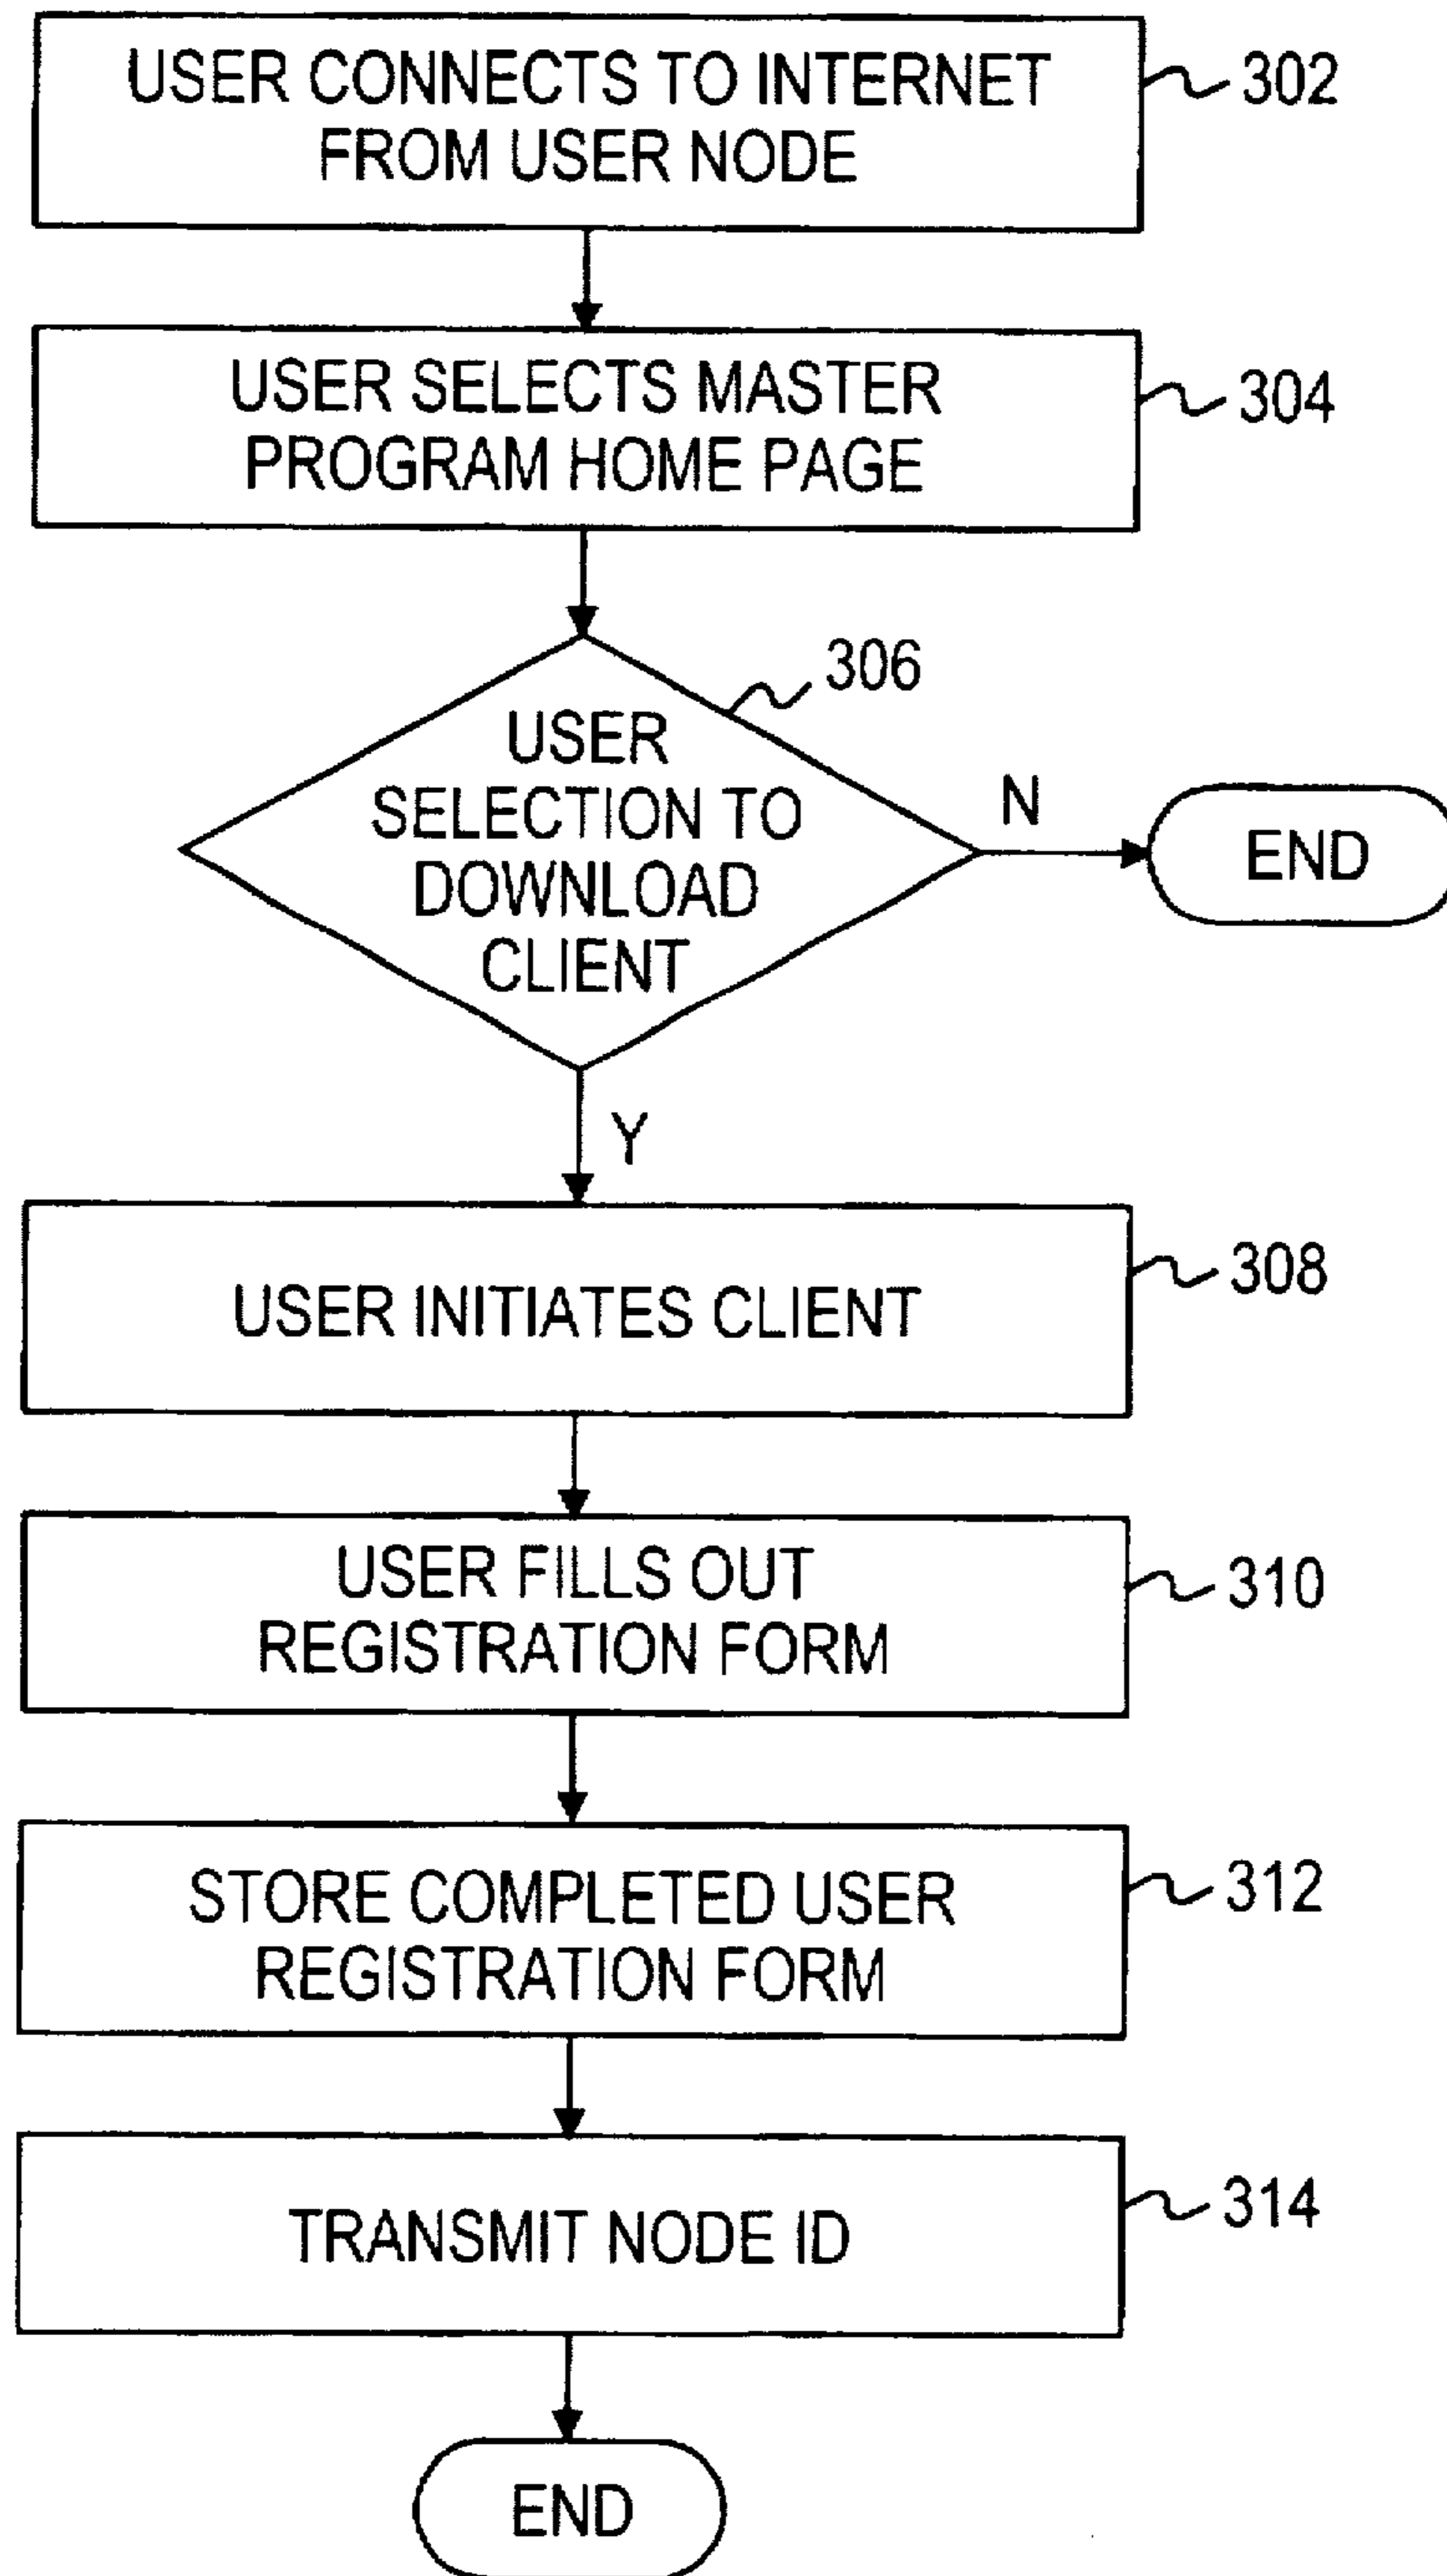 USER CONNECTS TO INTERNET
FROM USER NODE
302
USER SELECTS MASTER
PROGRAM HOME PAGE
304
306
USER
SELECTION TO
DOWNLOAD
CLIENT
N
END
Y
USER INITIATES CLIENT
308
USER FILLS OUT
REGISTRATION FORM
310
STORE COMPLETED USER
REGISTRATION FORM
312
TRANSMIT NODE ID
314
END